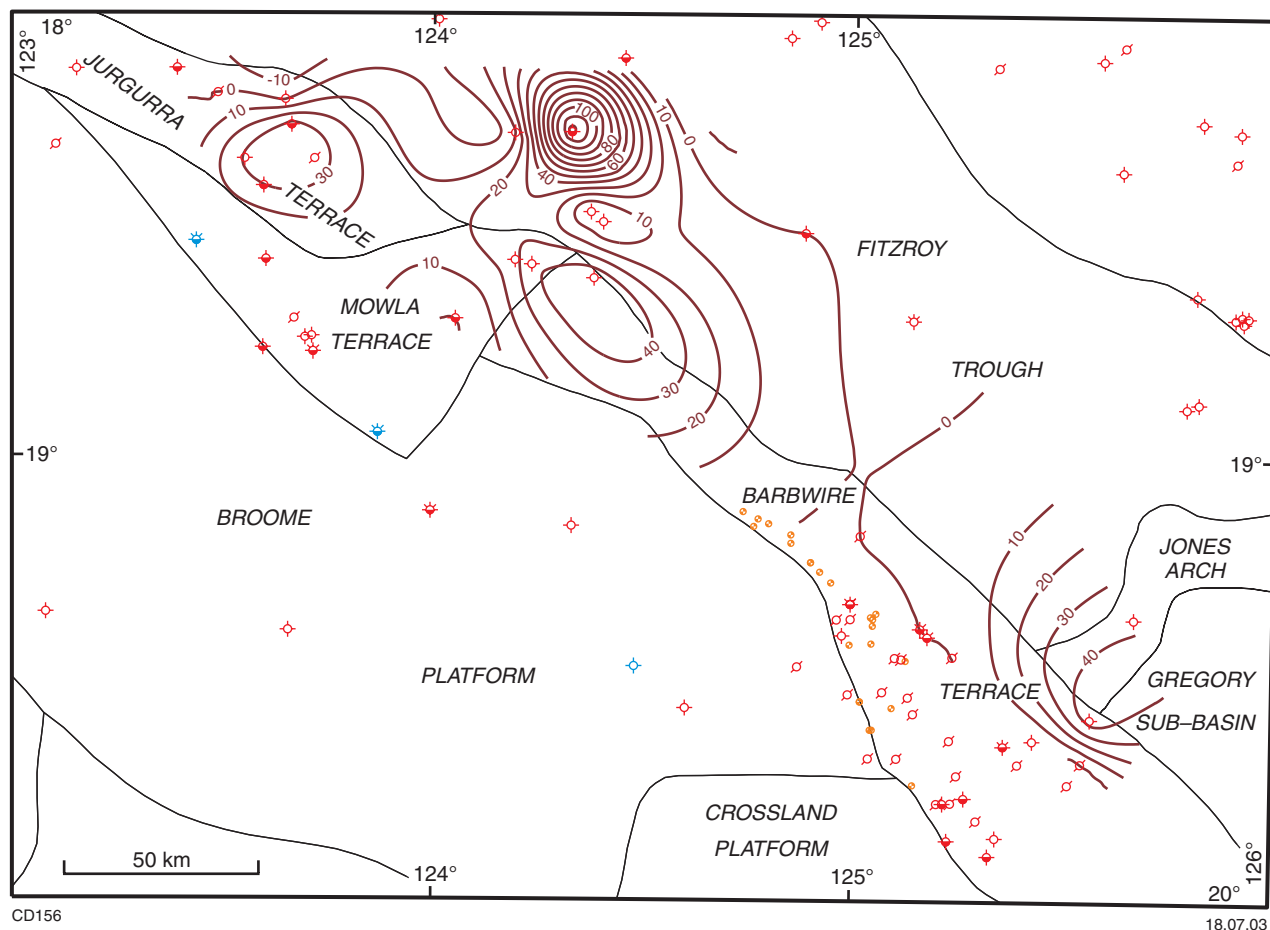 18°
123°
124°
125°
JURGURRA
TERRACE
-10
0
10
30
20
40
100
80
60
10
10
0
FITZROY
TROUGH
10
MOWLA
TERRACE
40
30
20
0
19°
19°
BARBWIRE
TERRACE
BROOME
PLATFORM
10
20
30
40
JONES
ARCH
GREGORY
SUB–BASIN
CROSSLAND
PLATFORM
50 km
124°
125°
126°
20°
CD156
18.07.03